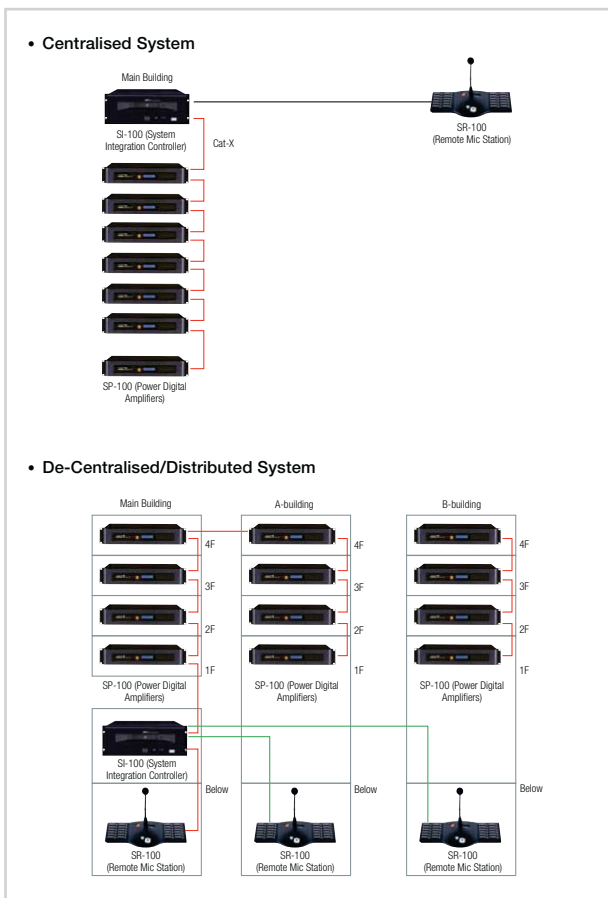 • Centralised System
Main Building
SI-100 (System
Integration Controller)
Cat-X
SR-100
(Remote Mic Station)
SP-100 (Power Digital
Amplifiers)
• De-Centralised/Distributed System
Main Building
4F
3F
2F
1F
SP-100 (Power Digital
Amplifiers)
SI-100 (System
Integration Controller)
Below
SR-100
(Remote Mic Station)
A-building
4F
3F
2F
1F
SP-100 (Power Digital
Amplifiers)
Below
SR-100
(Remote Mic Station)
B-building
4F
3F
2F
1F
SP-100 (Power Digital
Amplifiers)
Below
SR-100
(Remote Mic Station)